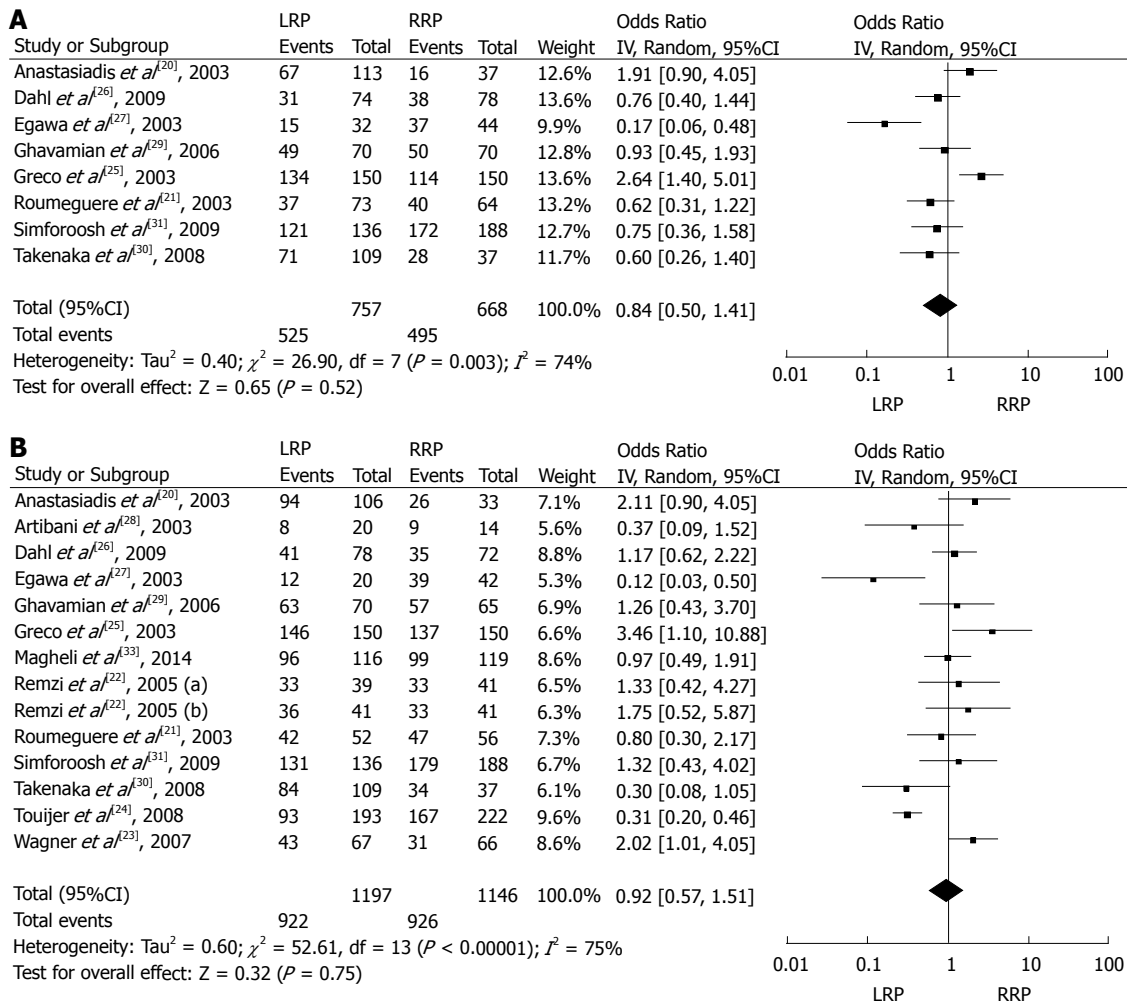 A
LRP RRP Odds Ratio Odds Ratio
Study or Subgroup Events Total Events Total Weight IV, Random, 95%CI IV, Random, 95%CI
Anastasiadis et al[20], 2003 67 113 16 37 12.6% 1.91 [0.90, 4.05]
Dahl et al[26], 2009 31 74 38 78 13.6% 0.76 [0.40, 1.44]
Egawa et al[27], 2003 15 32 37 44 9.9% 0.17 [0.06, 0.48]
Ghavamian et al[29], 2006 49 70 50 70 12.8% 0.93 [0.45, 1.93]
Greco et al[25], 2003 134 150 114 150 13.6% 2.64 [1.40, 5.01]
Roumeguere et al[21], 2003 37 73 40 64 13.2% 0.62 [0.31, 1.22]
Simforoosh et al[31], 2009 121 136 172 188 12.7% 0.75 [0.36, 1.58]
Takenaka et al[30], 2008 71 109 28 37 11.7% 0.60 [0.26, 1.40]
Total (95%CI) 757 668 100.0% 0.84 [0.50, 1.41]
Total events 525 495
Heterogeneity: Tau² = 0.40; χ² = 26.90, df = 7 (P = 0.003); I² = 74%
Test for overall effect: Z = 0.65 (P = 0.52)
0.01 0.1 1 10 100
LRP RRP
B
LRP RRP Odds Ratio Odds Ratio
Study or Subgroup Events Total Events Total Weight IV, Random, 95%CI IV, Random, 95%CI
Anastasiadis et al[20], 2003 94 106 26 33 7.1% 2.11 [0.90, 4.05]
Artibani et al[28], 2003 8 20 9 14 5.6% 0.37 [0.09, 1.52]
Dahl et al[26], 2009 41 78 35 72 8.8% 1.17 [0.62, 2.22]
Egawa et al[27], 2003 12 20 39 42 5.3% 0.12 [0.03, 0.50]
Ghavamian et al[29], 2006 63 70 57 65 6.9% 1.26 [0.43, 3.70]
Greco et al[25], 2003 146 150 137 150 6.6% 3.46 [1.10, 10.88]
Magheli et al[33], 2014 96 116 99 119 8.6% 0.97 [0.49, 1.91]
Remzi et al[22], 2005 (a) 33 39 33 41 6.5% 1.33 [0.42, 4.27]
Remzi et al[22], 2005 (b) 36 41 33 41 6.3% 1.75 [0.52, 5.87]
Roumeguere et al[21], 2003 42 52 47 56 7.3% 0.80 [0.30, 2.17]
Simforoosh et al[31], 2009 131 136 179 188 6.7% 1.32 [0.43, 4.02]
Takenaka et al[30], 2008 84 109 34 37 6.1% 0.30 [0.08, 1.05]
Touijer et al[24], 2008 93 193 167 222 9.6% 0.31 [0.20, 0.46]
Wagner et al[23], 2007 43 67 31 66 8.6% 2.02 [1.01, 4.05]
Total (95%CI) 1197 1146 100.0% 0.92 [0.57, 1.51]
Total events 922 926
Heterogeneity: Tau² = 0.60; χ² = 52.61, df = 13 (P < 0.00001); I² = 75%
Test for overall effect: Z = 0.32 (P = 0.75)
0.01 0.1 1 10 100
LRP RRP